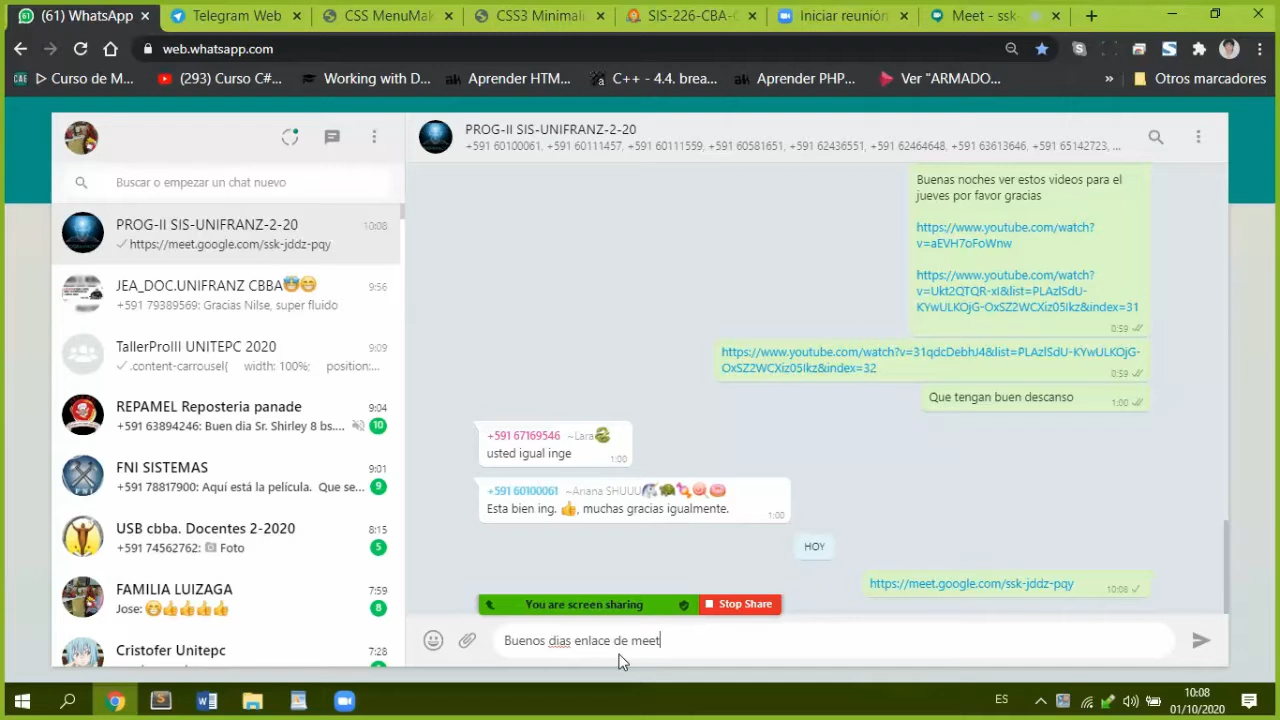 (61) WhatsApp
Telegram Web
CSS MenuMak
CSS3 Minimali
SIS-226-CBA-C
Iniciar reunión
Meet - ssk-
web.whatsapp.com
Curso de M...
(293) Curso C#...
Working with D...
Aprender HTM...
C++ - 4.4. brea...
Aprender PHP...
Ver "ARMADO...
»
Otros marcadores
PROG-II SIS-UNIFRANZ-2-20
+591 60100061, +591 60111457, +591 60111559, +591 60581651, +591 62436551, +591 62464648, +591 63613646, +591 65142723, ...
Buscar o empezar un chat nuevo
PROG-II SIS-UNIFRANZ-2-20
10:08
https://meet.google.com/ssk-jddz-pqy
JEA_DOC.UNIFRANZ CBBA
9:56
+591 79389569: Gracias Nilse, super fluido
TallerProIII UNITEPC 2020
9:09
.content-carrousel{ width: 100%; position:...
REPAMEL Reposteria panade
9:04
+591 63894246: Buen dia Sr. Shirley 8 bs....
10
FNI SISTEMAS
9:01
+591 78817900: Aquí está la película. Que se...
9
USB cbba. Docentes 2-2020
8:15
+591 74562762: Foto
5
FAMILIA LUIZAGA
7:59
Jose:
8
Cristofer Unitepc
7:28
Buenas noches ver estos videos para el
jueves por favor gracias
https://www.youtube.com/watch?
v=aEVH7oFoWnw
https://www.youtube.com/watch?
v=Ukt2QTQR-xI&list=PLAzlSdU-
KYwULKOjG-OxSZ2WCXiz05Ikz&index=31
0:59
https://www.youtube.com/watch?v=31qdcDebhJ4&list=PLAzlSdU-KYwULKOjG-
OxSZ2WCXiz05Ikz&index=32
0:59
Que tengan buen descanso
1:00
+591 67169546 ~Lara
usted igual inge
1:00
+591 60100061 ~Ariana SHUUU
Esta bien ing. 👍, muchas gracias igualmente.
1:00
HOY
https://meet.google.com/ssk-jddz-pqy
10:08
You are screen sharing
Stop Share
Buenos dias enlace de meet
ES
10:08
01/10/2020